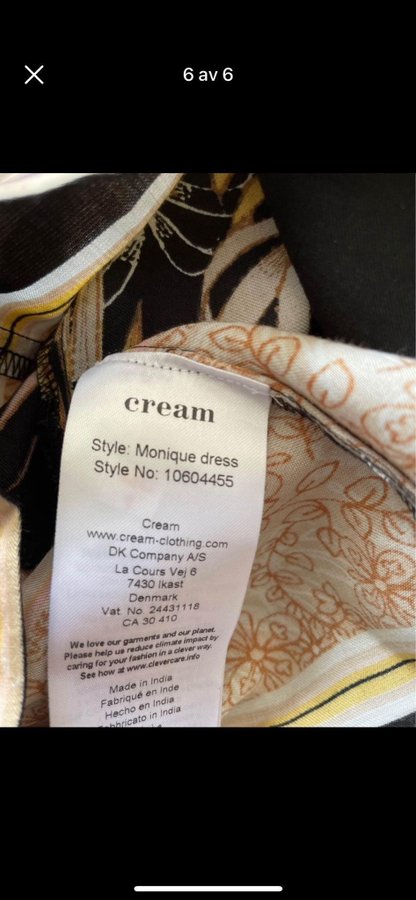 6 av 6
cream
Style: Monique dress
Style No: 10604455
Cream
www.cream-clothing.com
DK Company A/S
La Cours Vej 6
7430 Ikast
Denmark
Vat. No. 24431118
CA 30 410
We love our garments and our planet.
Please help us reduce climate impact by
caring for your fashion in a clever way.
See how at www.clevercare.info
Made in India
Fabriqué en Inde
Hecho en India
in India